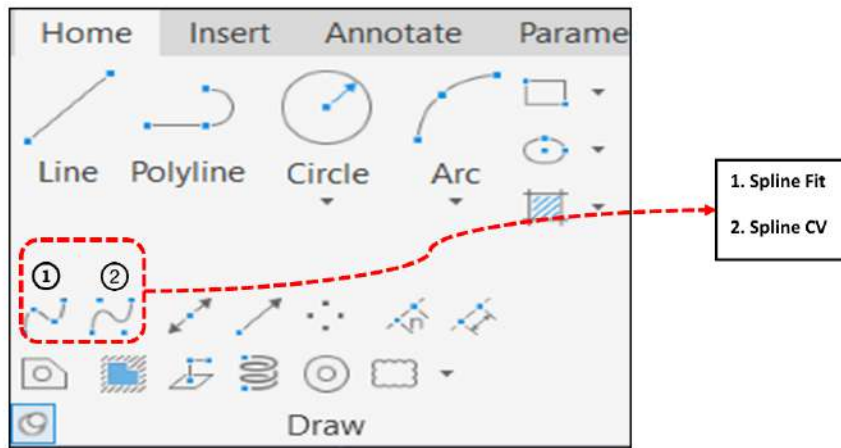 Home Insert Annotate Parame
Line Polyline Circle Arc
1. Spline Fit
2. Spline CV
① ②
n
Draw